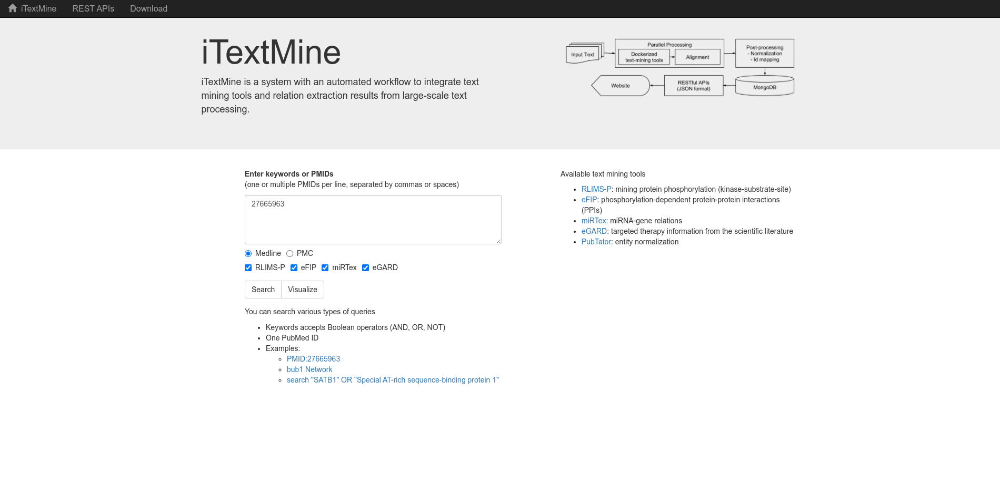 iTextMine REST APIs Download
iTextMine
iTextMine is a system with an automated workflow to integrate text
mining tools and relation extraction results from large-scale text
processing.
Input Text
Parallel Processing
Dockerized
text-mining tools
Alignment
Post-processing
- Normalization
- Id mapping
Website
RESTful APIs
(JSON format)
MongoDB
Enter keywords or PMIDs
(one or multiple PMIDs per line, separated by commas or spaces)
27665963
Medline PMC
RLIMS-P eFIP miRTex eGARD
Search Visualize
You can search various types of queries
• Keywords accepts Boolean operators (AND, OR, NOT)
• One PubMed ID
• Examples:
◦ PMID:27665963
◦ bub1 Network
◦ search "SATB1" OR "Special AT-rich sequence-binding protein 1"
Available text mining tools
• RLIMS-P: mining protein phosphorylation (kinase-substrate-site)
• eFIP: phosphorylation-dependent protein-protein interactions
(PPIs)
• miRTex: miRNA-gene relations
• eGARD: targeted therapy information from the scientific literature
• PubTator: entity normalization